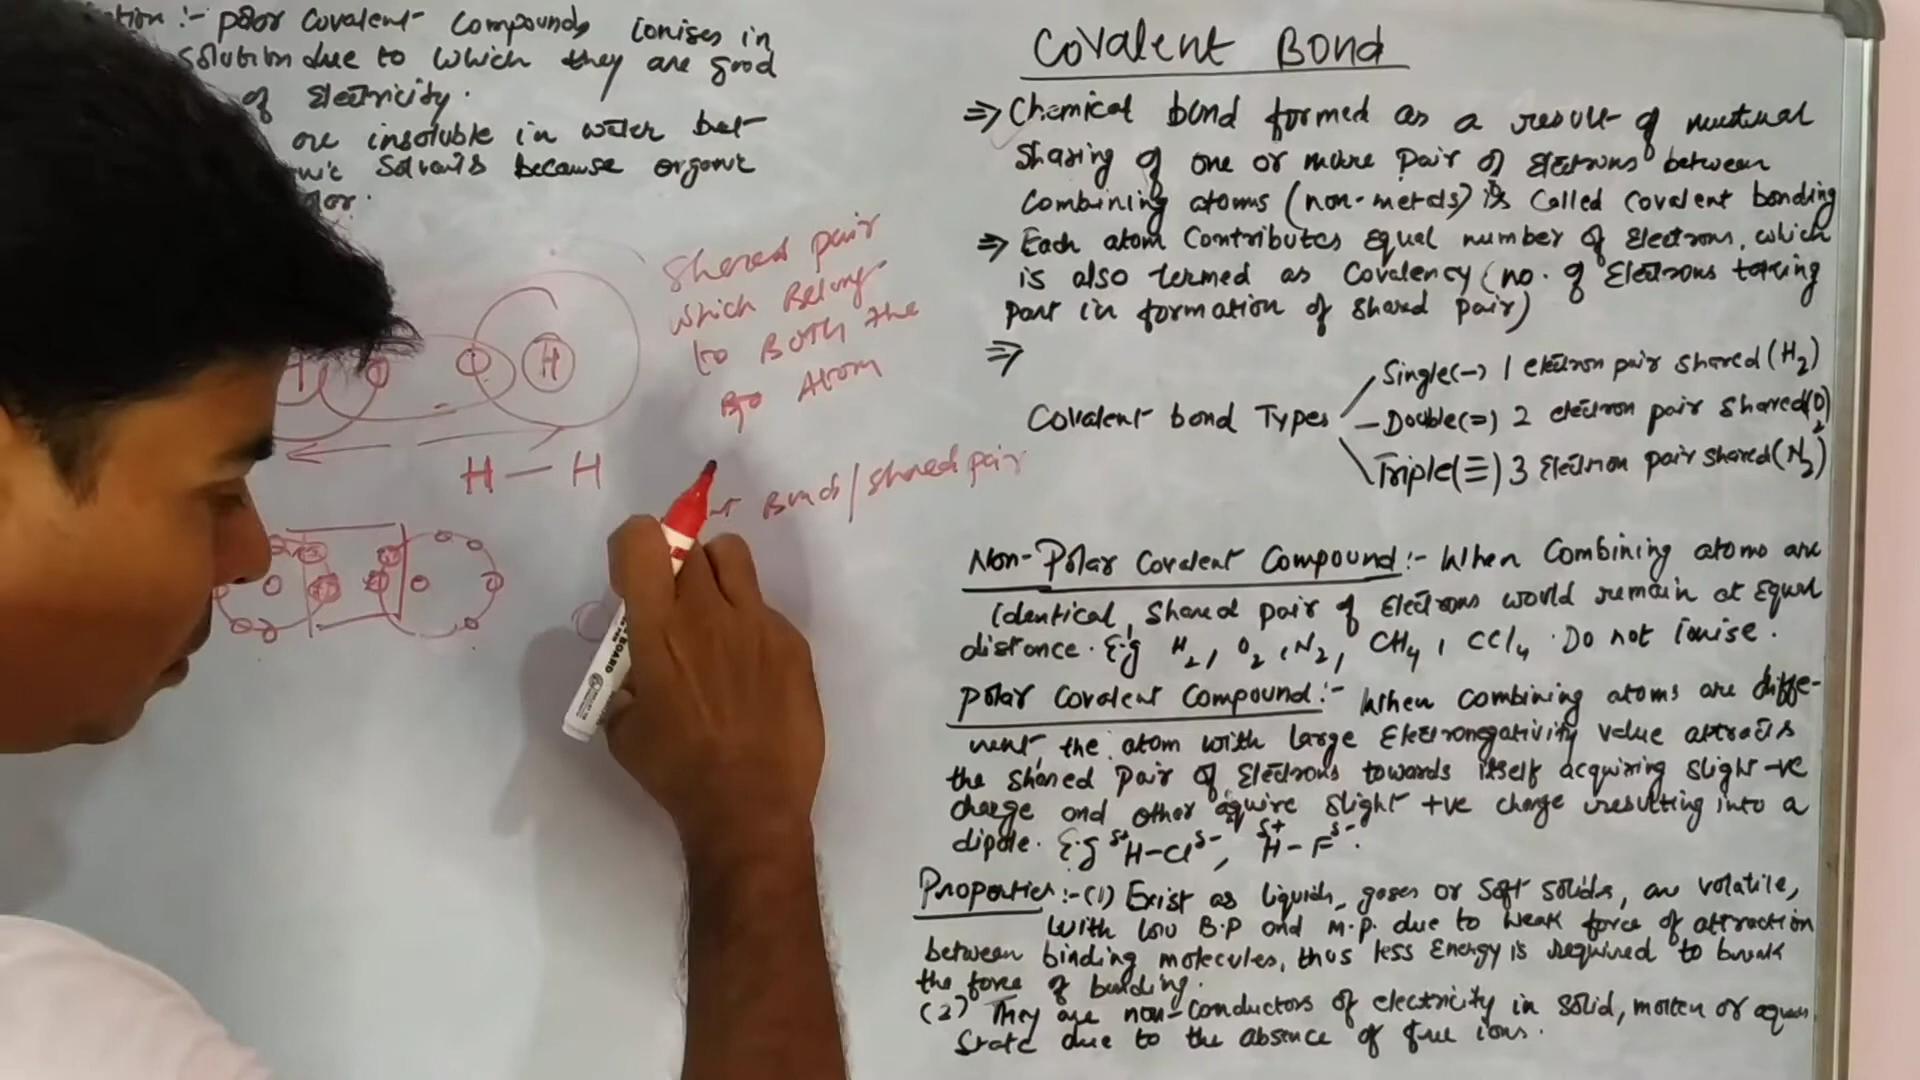 :- polar Covalent Compounds ionises in
solution due to which they are good
of Electricity.
are insoluble in water but
Solvents because organic
Shared pair
which Belong
to Both the
Atom
H
H — H
Bond/shared pair
BOARD
Covalent Bond
⇒ Chemical bond formed as a result of mutual
sharing of one or more pair of electrons between
combining atoms (non-metals) is called covalent bonding
⇒ Each atom contributes equal number of electrons, which
is also termed as covalency (no. of Electrons taking
part in formation of shared pair)
⇒
Covalent bond Types
Single(-) 1 electron pair shared (H2)
Double(=) 2 electron pair shared(O2)
Triple(≡) 3 Electron pair shared(N2)
Non-Polar Covalent Compound:- When Combining atoms are
identical, shared pair of electrons would remain at equal
distance. E.g H2, O2, N2, CH4, CCl4. Do not ionise.
Polar Covalent Compound:- When combining atoms are diffe-
rent, the atom with large Electronegativity value attracts
the shared pair of Electrons towards itself acquiring slight -ve
charge and other aquire slight +ve charge resulting into a
dipole. E.g δ+H-Clδ-, δ+H-Fδ-.
Properties:- (1) Exist as liquids, gases or soft solids, are volatile,
with low B.P and M.P. due to weak force of attraction
between binding molecules, thus less energy is required to break
the force of bonding.
(2) They are non-conductors of electricity in solid, molten or aqueous
state due to the absence of free ions.